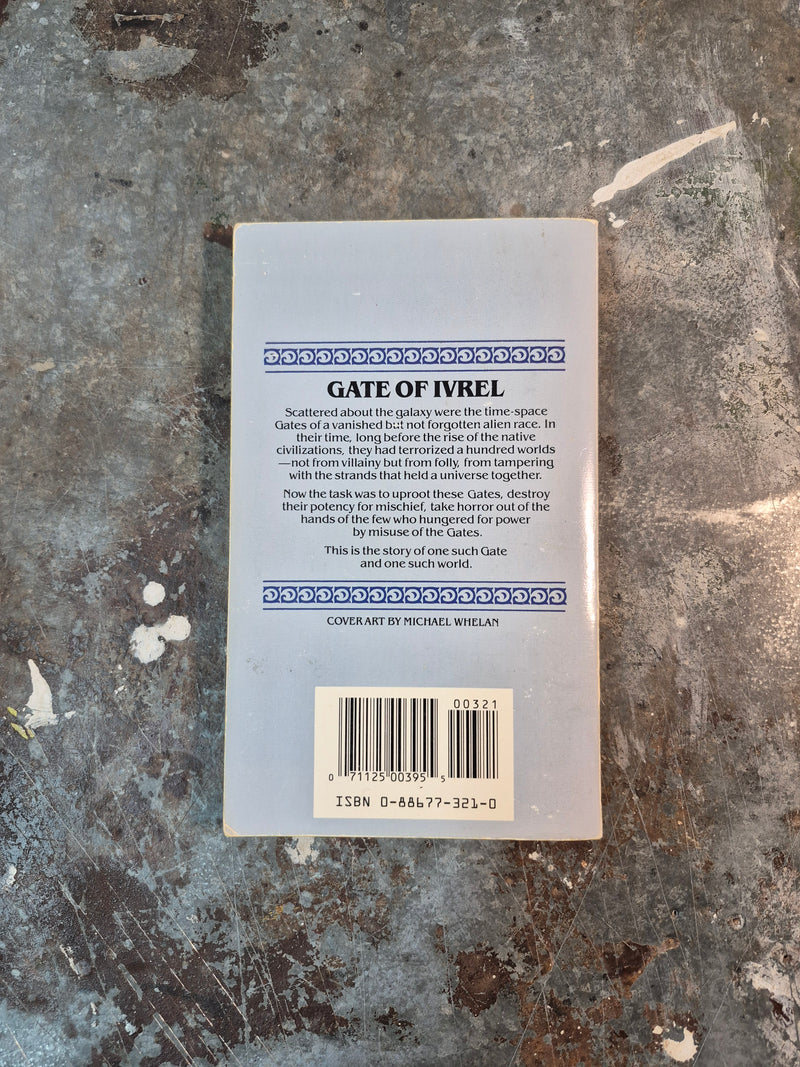 GATE OF IVREL
Scattered about the galaxy were the time-space
Gates of a vanished but not forgotten alien race. In
their time, long before the rise of the native
civilizations, they had terrorized a hundred worlds
—not from villainy but from folly, from tampering
with the strands that held a universe together.
Now the task was to uproot these Gates, destroy
their potency for mischief, take horror out of the
hands of the few who hungered for power
by misuse of the Gates.
This is the story of one such Gate
and one such world.
COVER ART BY MICHAEL WHELAN
00321
0 71125 00395 5
ISBN 0-88677-321-0